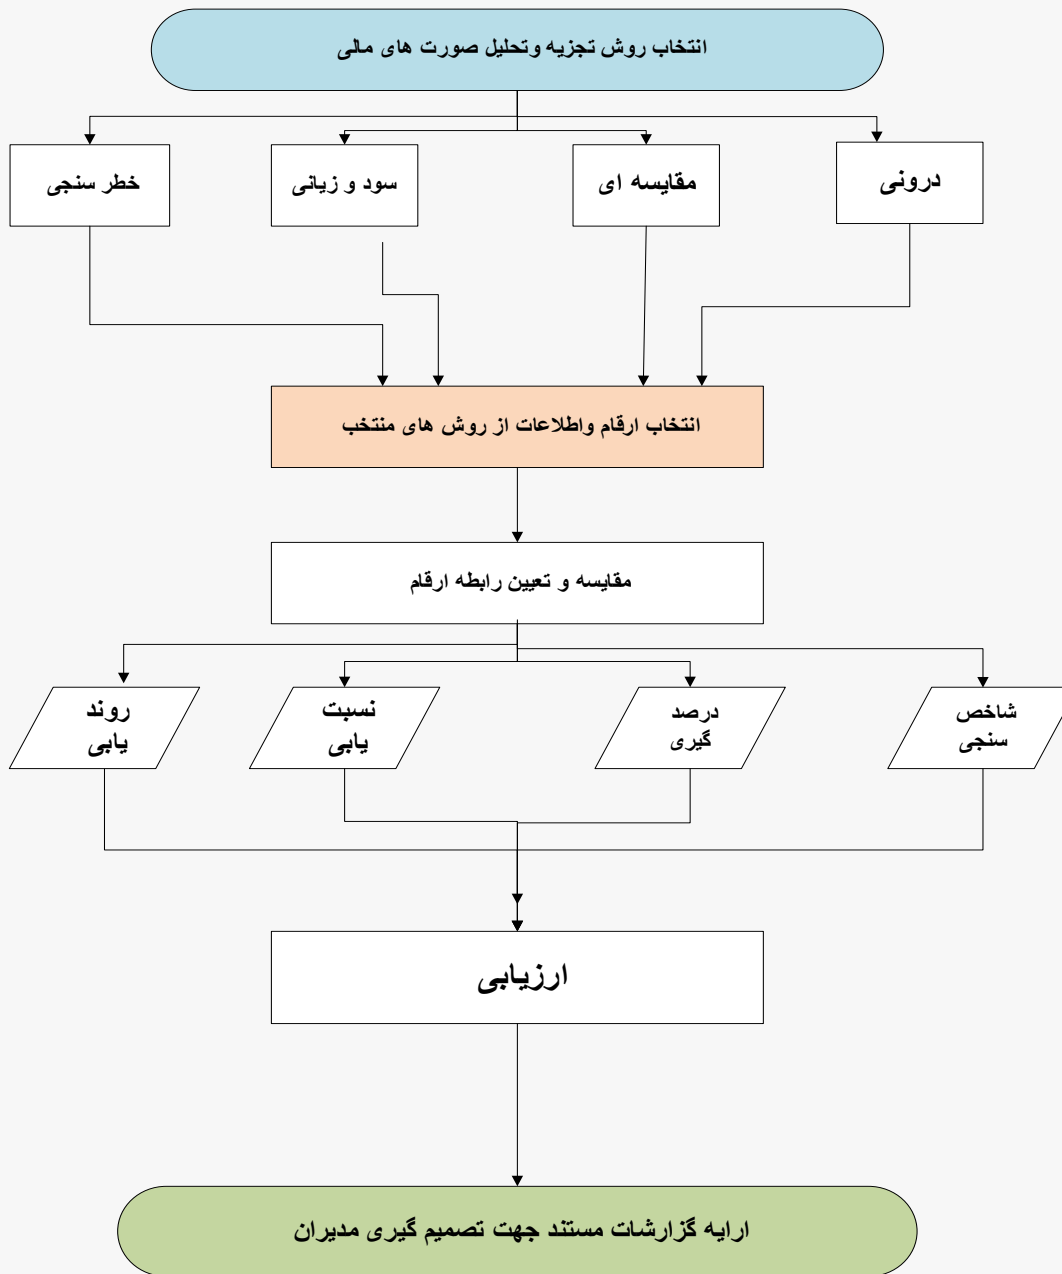 انتخاب روش تجزیه وتحلیل صورت های مالی
درونی
مقایسه ای
سود و زیانی
خطر سنجی
انتخاب ارقام واطلاعات از روش های منتخب
مقایسه و تعیین رابطه ارقام
شاخص
سنجی
درصد
گیری
نسبت
یابی
روند
یابی
ارزیابی
ارایه گزارشات مستند جهت تصمیم گیری مدیران